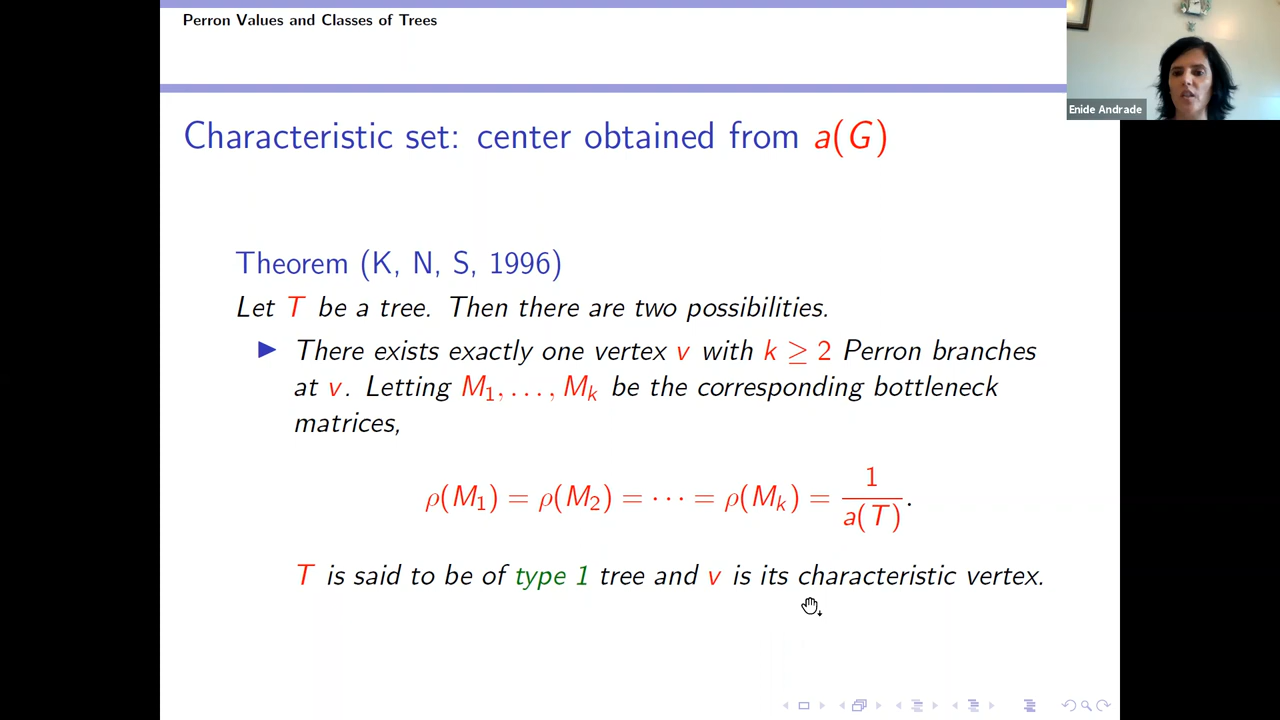 Perron Values and Classes of Trees
Enide Andrade
Characteristic set: center obtained from a(G)
Theorem (K, N, S, 1996)
Let T be a tree. Then there are two possibilities.
▶ There exists exactly one vertex v with k ≥ 2 Perron branches
at v. Letting M₁, . . . , Mₖ be the corresponding bottleneck
matrices,
ρ(M₁) = ρ(M₂) = · · · = ρ(Mₖ) = 1/a(T).
T is said to be of type 1 tree and v is its characteristic vertex.